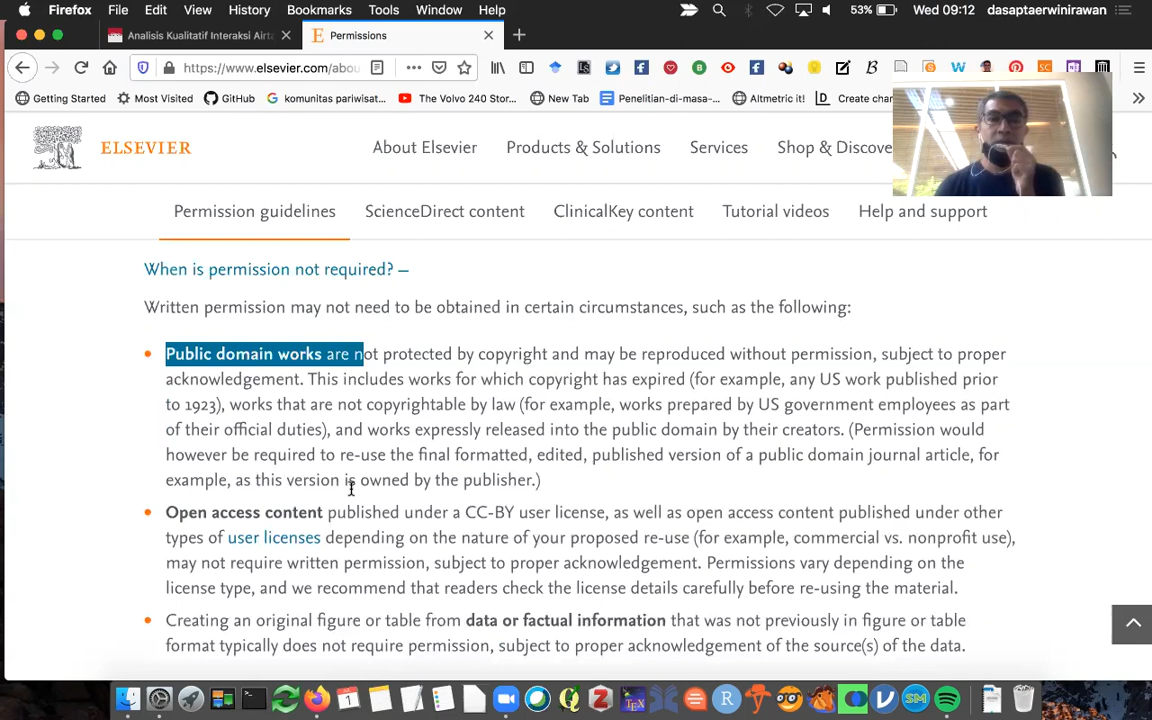 Firefox File Edit View History Bookmarks Tools Window Help 53% Wed 09:12 dasaptaerwinirawan
Analisis Kualitatif Interaksi Airta
Permissions
https://www.elsevier.com/abou
Getting Started Most Visited GitHub komunitas pariwisat... The Volvo 240 Stor... New Tab Penelitian-di-masa-... Altmetric it! Create char
ELSEVIER About Elsevier Products & Solutions Services Shop & Discove
Permission guidelines ScienceDirect content ClinicalKey content Tutorial videos Help and support
When is permission not required? —
Written permission may not need to be obtained in certain circumstances, such as the following:
Public domain works are not protected by copyright and may be reproduced without permission, subject to proper
acknowledgement. This includes works for which copyright has expired (for example, any US work published prior
to 1923), works that are not copyrightable by law (for example, works prepared by US government employees as part
of their official duties), and works expressly released into the public domain by their creators. (Permission would
however be required to re-use the final formatted, edited, published version of a public domain journal article, for
example, as this version is owned by the publisher.)
Open access content published under a CC-BY user license, as well as open access content published under other
types of user licenses depending on the nature of your proposed re-use (for example, commercial vs. nonprofit use),
may not require written permission, subject to proper acknowledgement. Permissions vary depending on the
license type, and we recommend that readers check the license details carefully before re-using the material.
Creating an original figure or table from data or factual information that was not previously in figure or table
format typically does not require permission, subject to proper acknowledgement of the source(s) of the data.